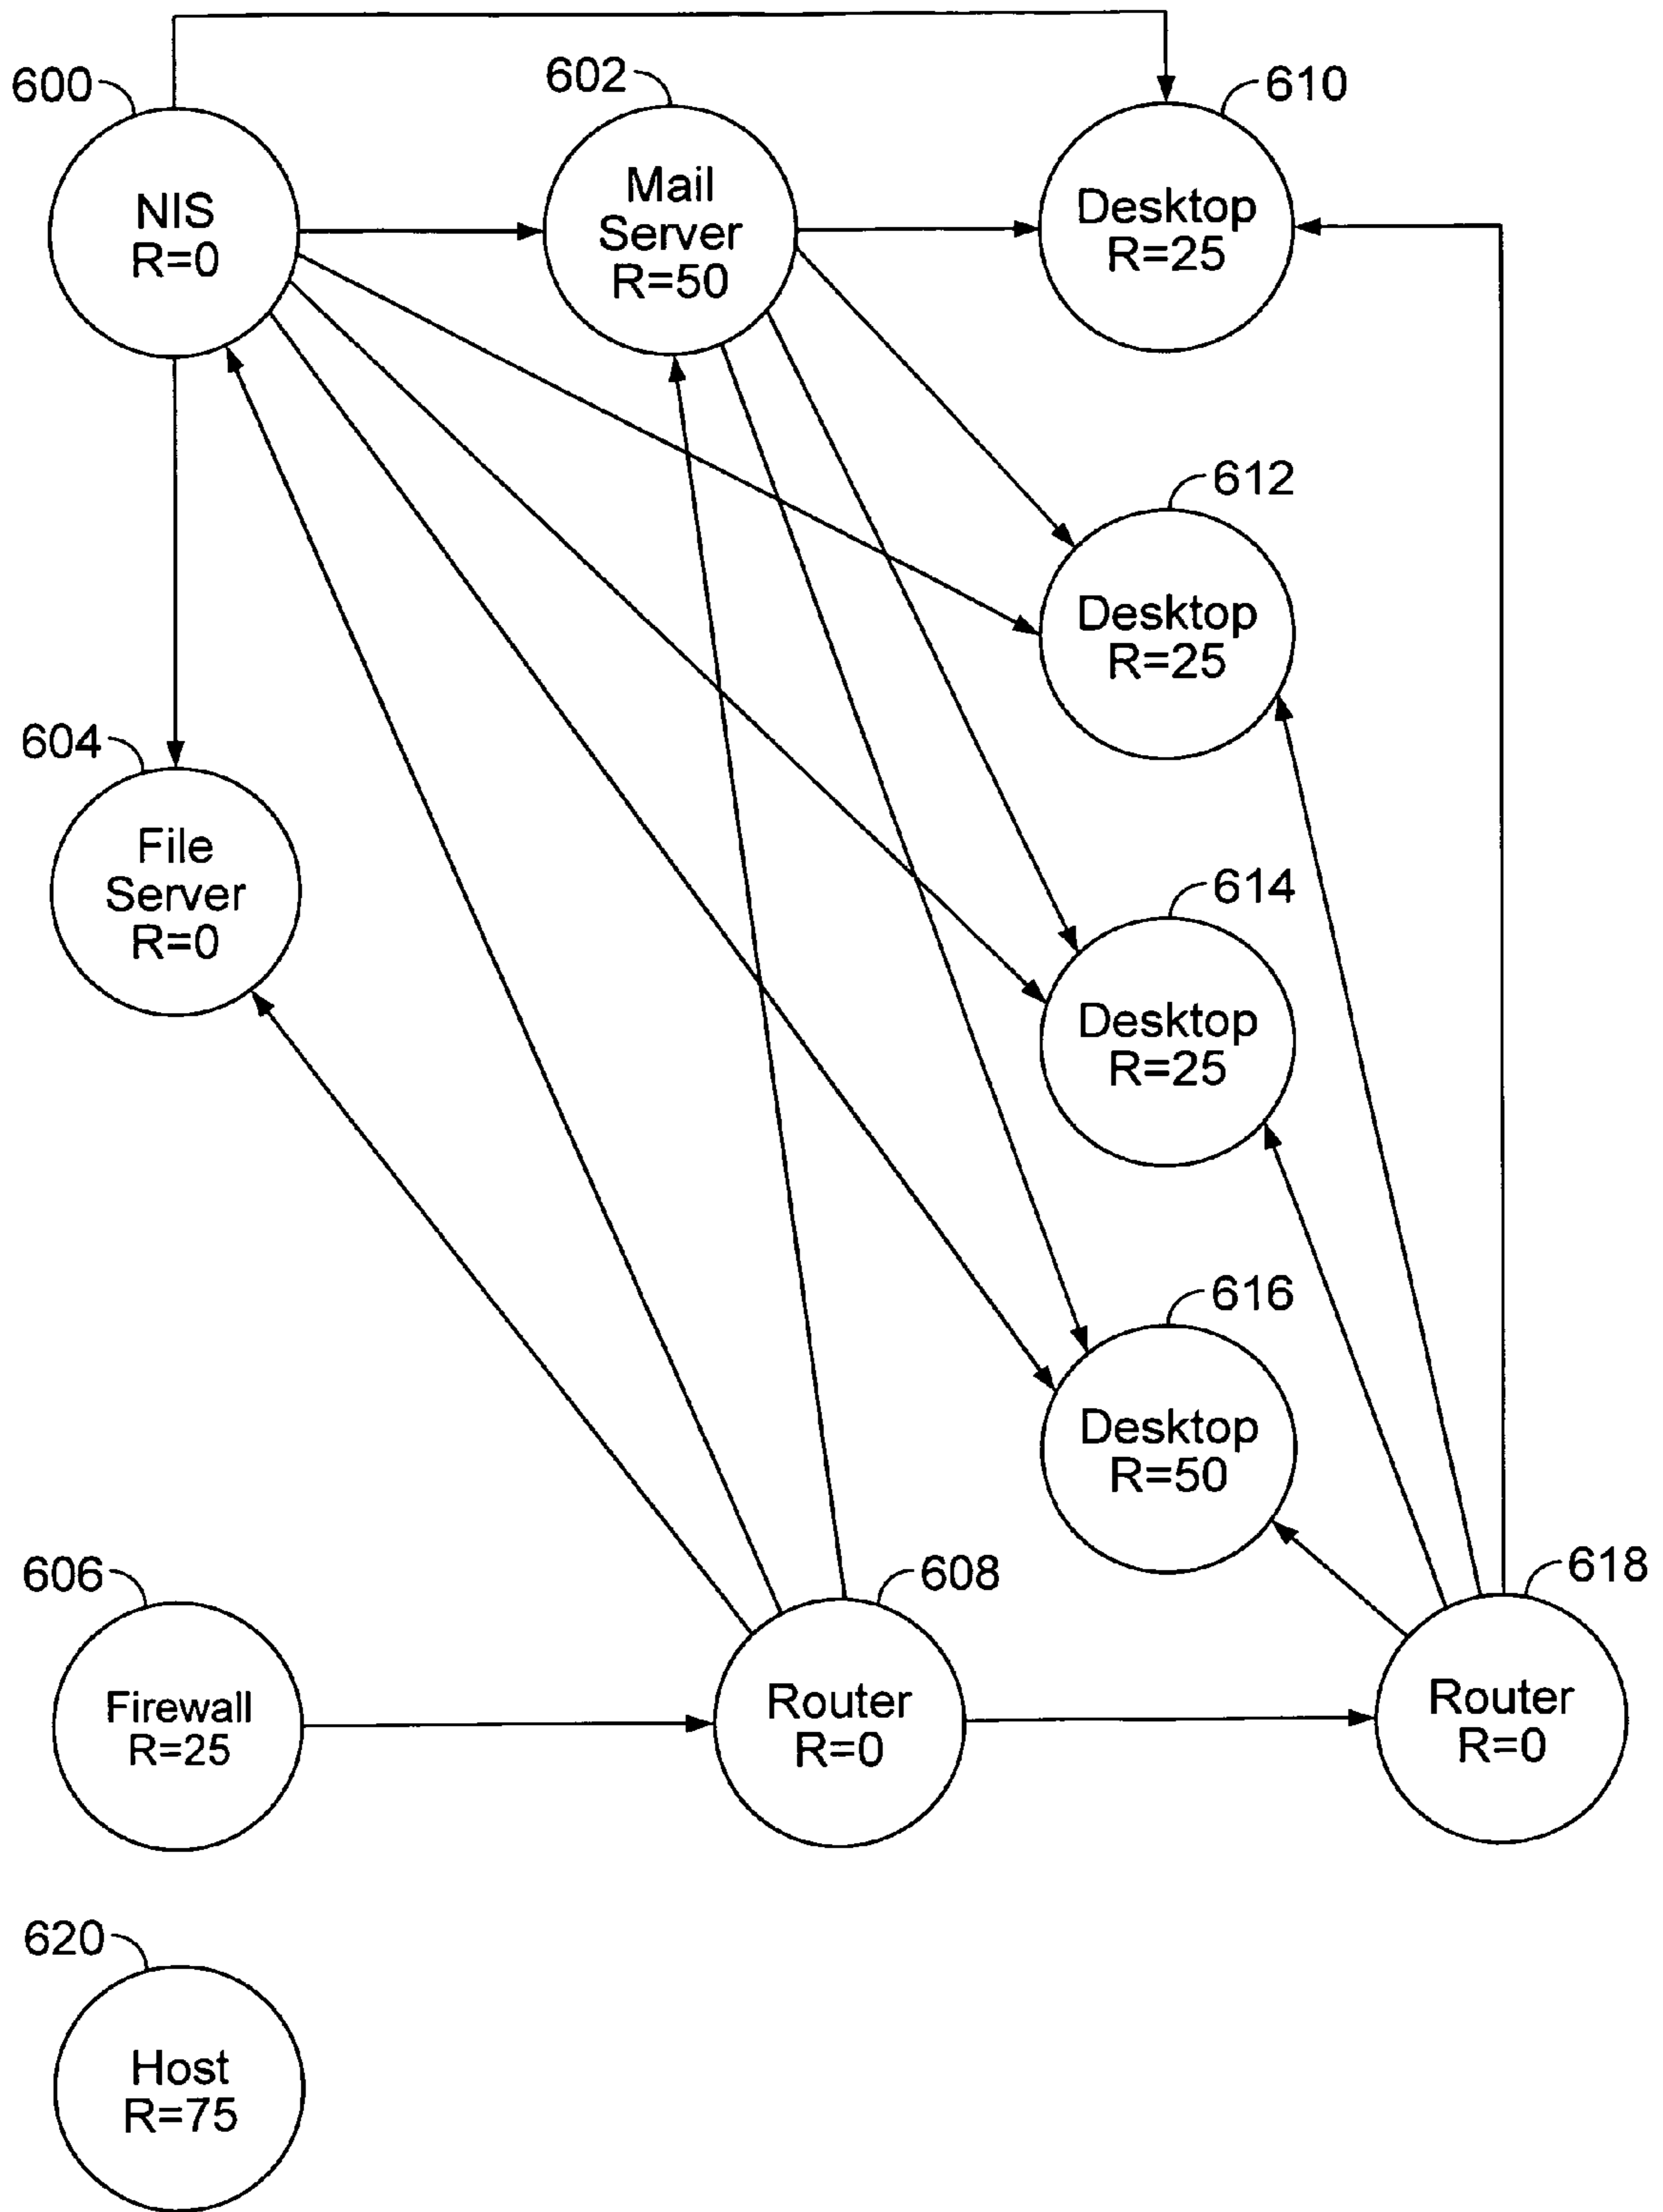 600
NIS
R=0
602
Mail
Server
R=50
610
Desktop
R=25
612
Desktop
R=25
604
File
Server
R=0
614
Desktop
R=25
616
Desktop
R=50
606
Firewall
R=25
608
Router
R=0
618
Router
R=0
620
Host
R=75